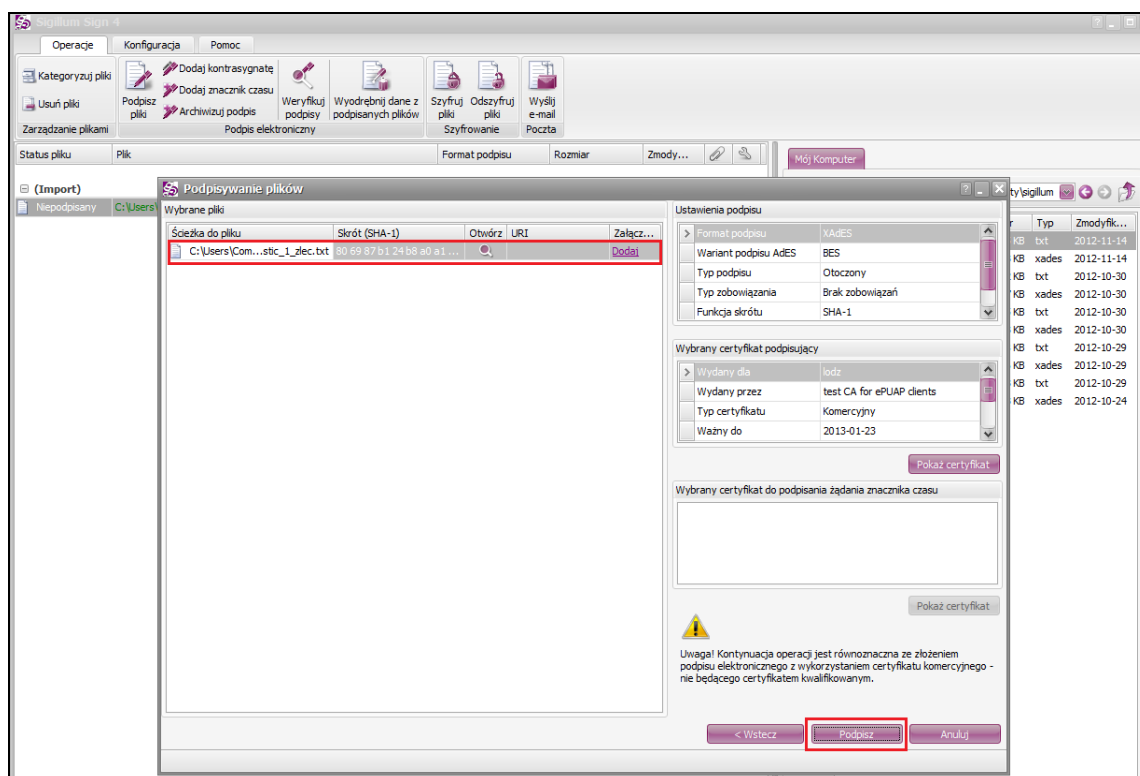 Sigillum Sign 4
Operacje Konfiguracja Pomoc
Kategoryzuj pliki
Usuń pliki
Zarządzanie plikami
Podpisz pliki
Dodaj kontrasygnatę
Dodaj znacznik czasu
Archiwizuj podpis
Weryfikuj podpisy
Wyodrębnij dane z podpisanych plików
Podpis elektroniczny
Szyfruj pliki
Odszyfruj pliki
Szyfrowanie
Wyślij e-mail
Poczta
Status pliku Plik Format podpisu Rozmiar Zmody...
Mój Komputer
(Import)
Niepodpisany C:\Users\
ty\sigillum
r Typ Zmodyfik...
KB txt 2012-11-14
KB xades 2012-11-14
KB txt 2012-10-30
KB xades 2012-10-30
KB txt 2012-10-30
KB xades 2012-10-30
KB txt 2012-10-29
KB xades 2012-10-29
KB txt 2012-10-29
KB xades 2012-10-24
Podpisywanie plików
Wybrane pliki
Ścieżka do pliku Skrót (SHA-1) Otwórz URI Załącz...
C:\Users\Com...stic_1_zlec.txt 80 69 87 b1 24 b8 a0 a1 ... Dodaj
Ustawienia podpisu
Format podpisu XAdES
Wariant podpisu AdES BES
Typ podpisu Otoczony
Typ zobowiązania Brak zobowiązań
Funkcja skrótu SHA-1
Wybrany certyfikat podpisujący
Wydany dla lodz
Wydany przez test CA for ePUAP clients
Typ certyfikatu Komercyjny
Ważny do 2013-01-23
Pokaż certyfikat
Wybrany certyfikat do podpisania żądania znacznika czasu
Pokaż certyfikat
Uwaga! Kontynuacja operacji jest równoznaczna ze złożeniem
podpisu elektronicznego z wykorzystaniem certyfikatu komercyjnego -
nie będącego certyfikatem kwalifikowanym.
< Wstecz Podpisz Anuluj